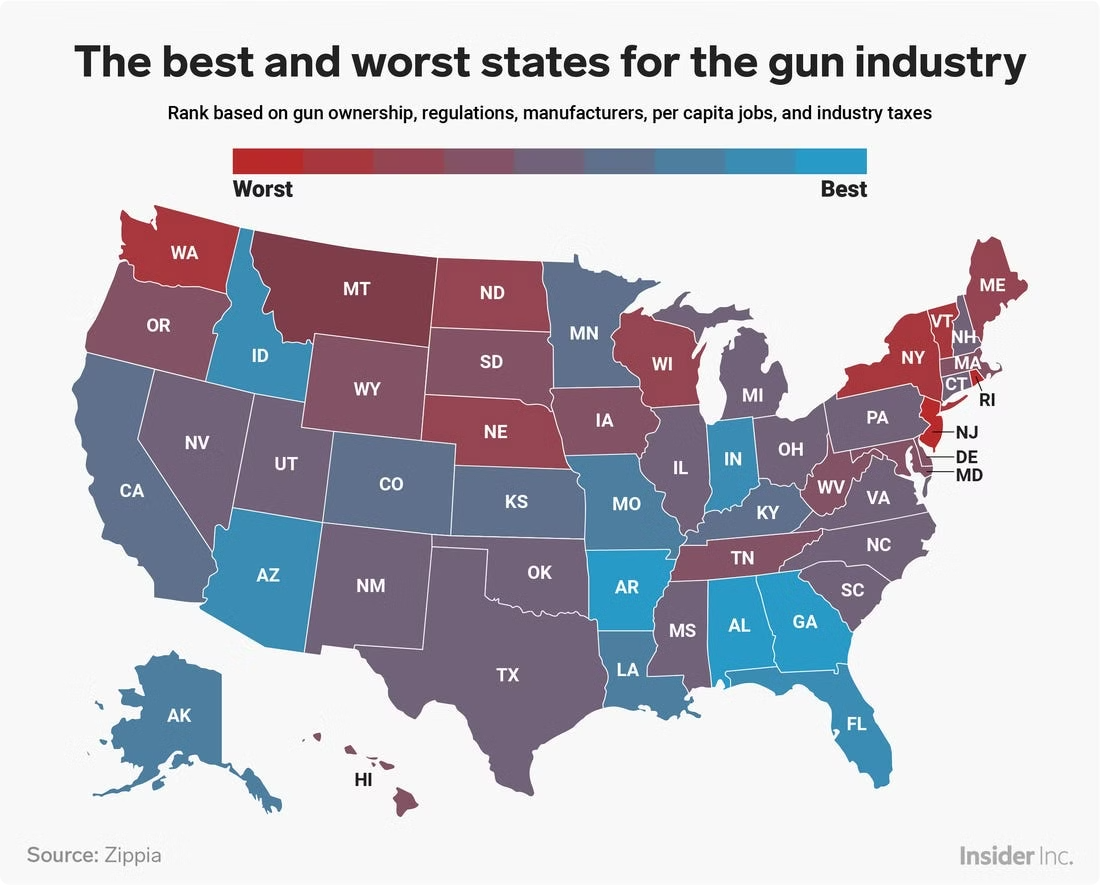 The best and worst states for the gun industry
Rank based on gun ownership, regulations, manufacturers, per capita jobs, and industry taxes
Worst
Best
WA
MT
ND
MN
ME
VT
NH
OR
ID
SD
WI
NY
MA
WY
MI
CT
RI
NE
IA
PA
NJ
NV
UT
CO
KS
MO
IL
IN
OH
DE
MD
CA
WV
VA
KY
AZ
NM
OK
AR
TN
NC
SC
TX
LA
MS
AL
GA
AK
FL
HI
Source: Zippia
Insider Inc.